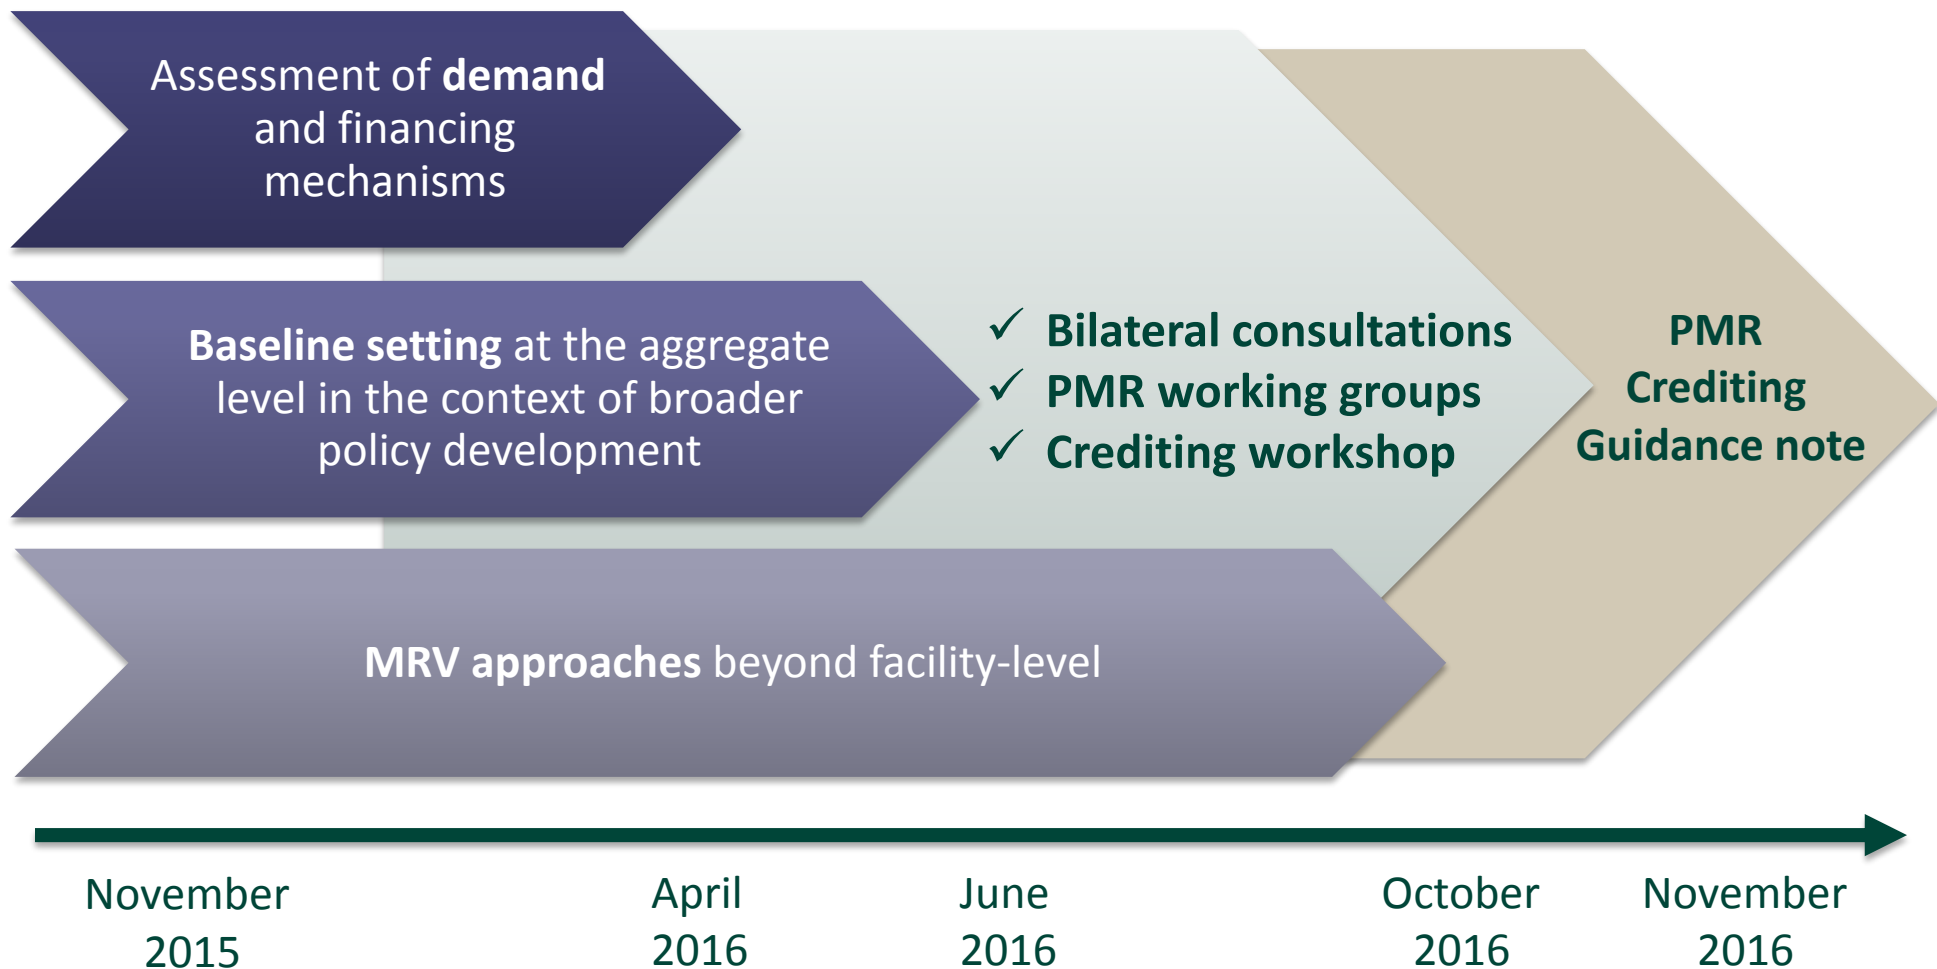 Assessment of demand
and financing
mechanisms
Baseline setting at the aggregate
level in the context of broader
policy development
✓ Bilateral consultations
✓ PMR working groups
✓ Crediting workshop
PMR
Crediting
Guidance note
MRV approaches beyond facility-level
November
2015
April
2016
June
2016
October
2016
November
2016